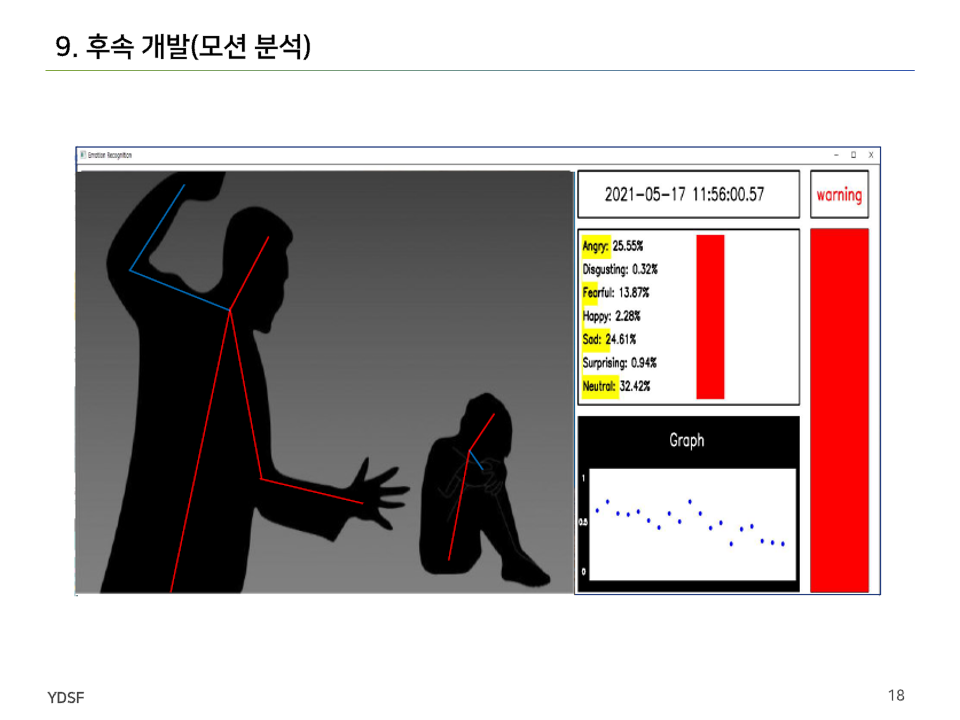 9. 후속 개발(모션 분석)
Emotion Recognition
2021-05-17 11:56:00.57
warning
Angry: 25.55%
Disgusting: 0.32%
Fearful: 13.87%
Happy: 2.28%
Sad: 24.61%
Surprising: 0.94%
Neutral: 32.42%
Graph
1
0.5
0
YDSF
18